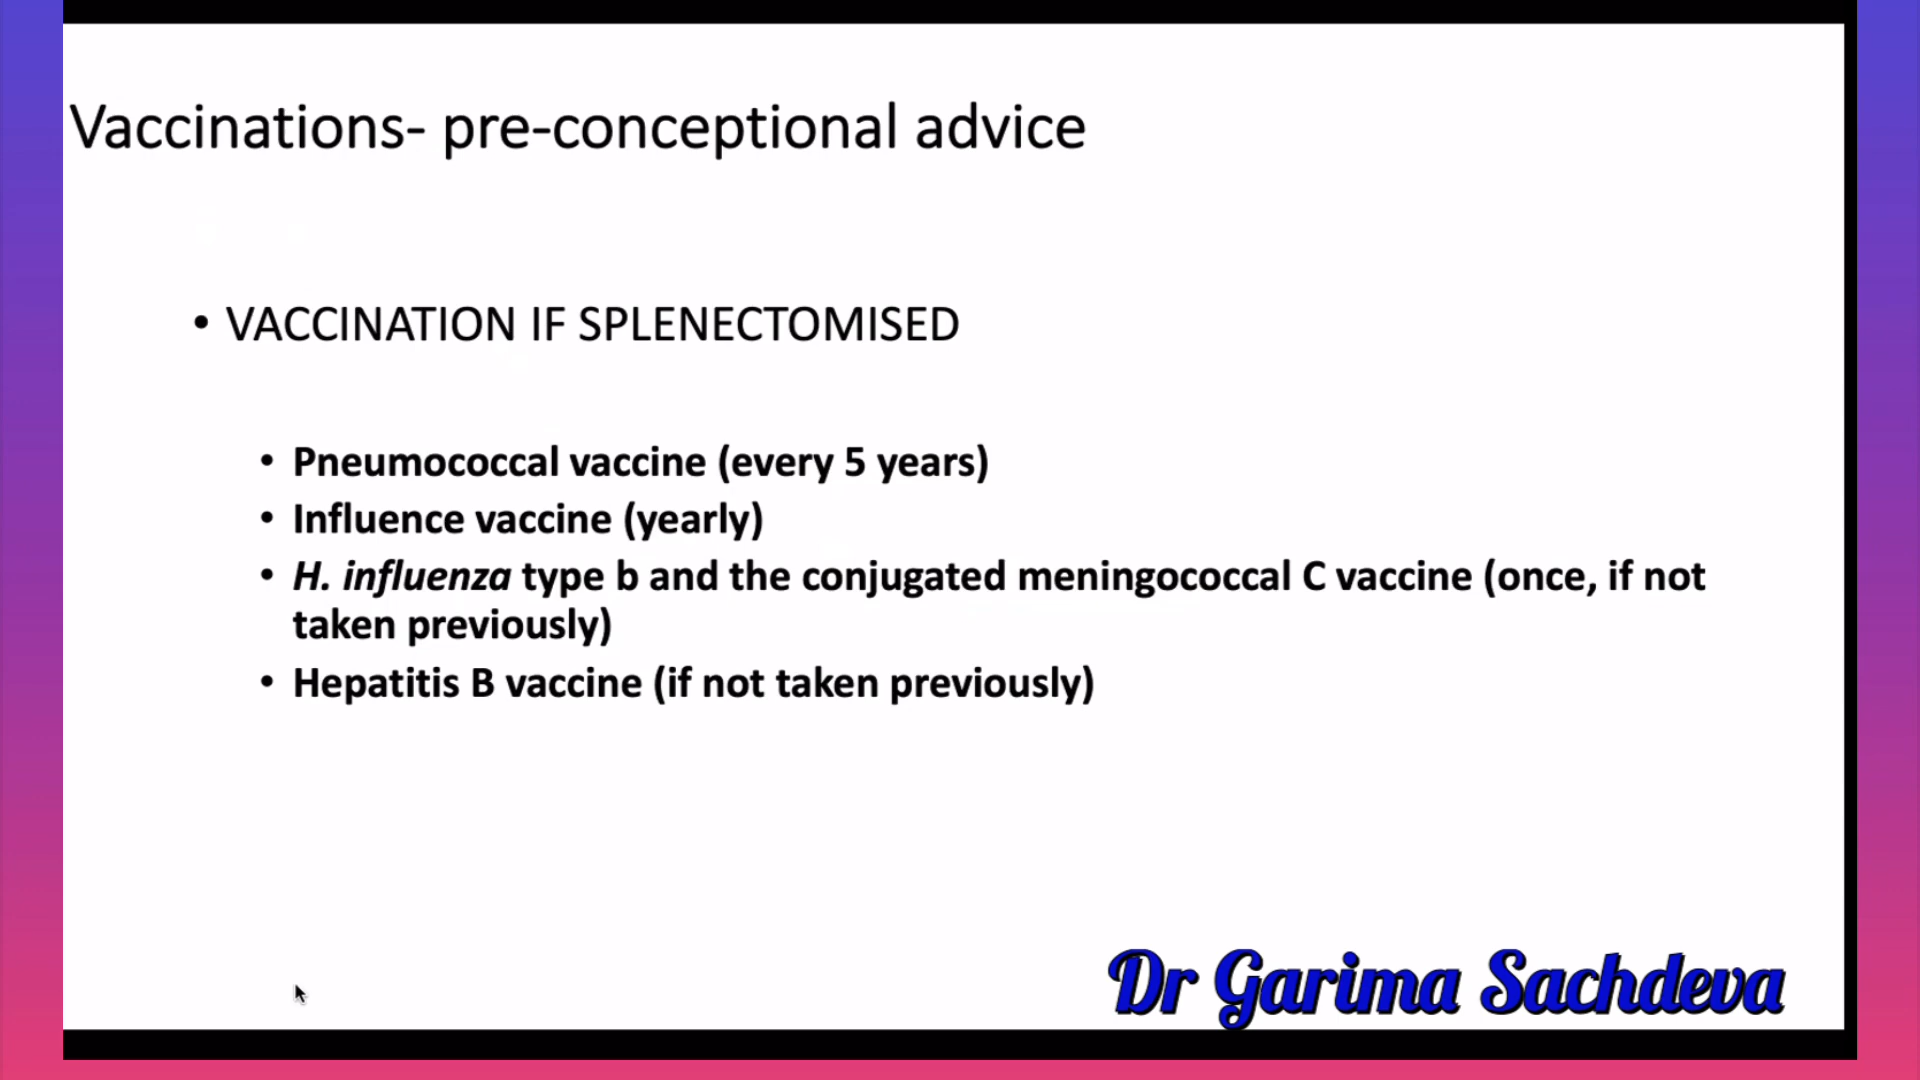 Vaccinations- pre-conceptional advice
• VACCINATION IF SPLENECTOMISED
• Pneumococcal vaccine (every 5 years)
• Influence vaccine (yearly)
• H. influenza type b and the conjugated meningococcal C vaccine (once, if not
taken previously)
• Hepatitis B vaccine (if not taken previously)
Dr Garima Sachdeva